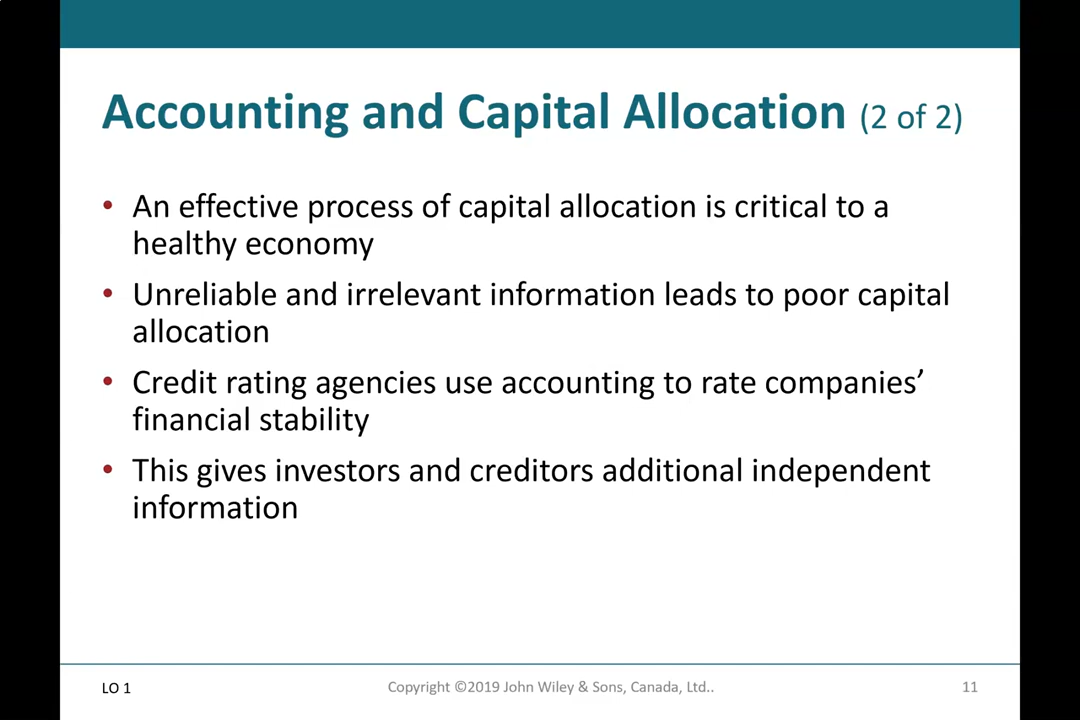 Accounting and Capital Allocation (2 of 2)
• An effective process of capital allocation is critical to a
healthy economy
• Unreliable and irrelevant information leads to poor capital
allocation
• Credit rating agencies use accounting to rate companies’
financial stability
• This gives investors and creditors additional independent
information
LO 1 Copyright ©2019 John Wiley & Sons, Canada, Ltd.. 11